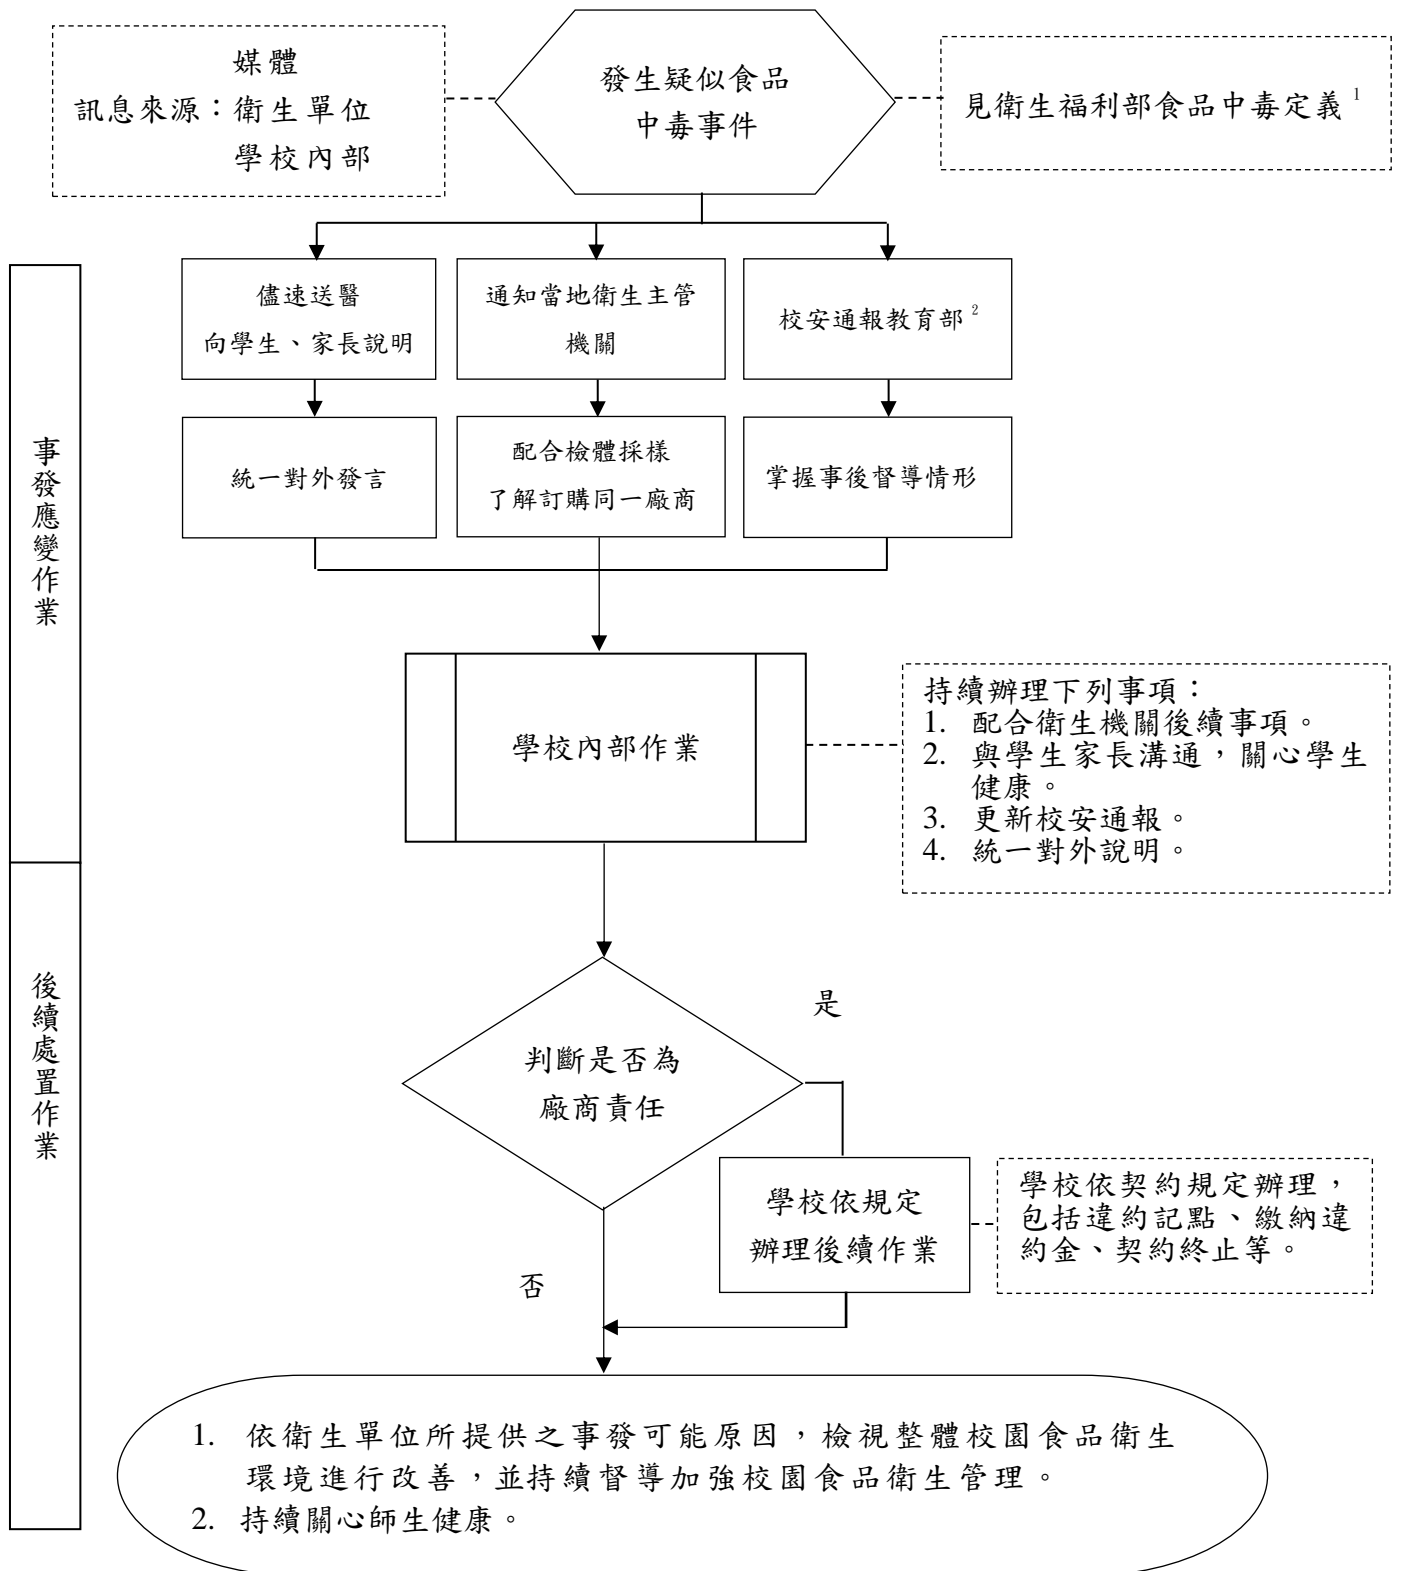 媒體
訊息來源：衛生單位
學校內部
發生疑似食品
中毒事件
見衛生福利部食品中毒定義1
儘速送醫
向學生、家長說明
通知當地衛生主管
機關
校安通報教育部2
統一對外發言
配合檢體採樣
了解訂購同一廠商
掌握事後督導情形
事發應變作業
學校內部作業
持續辦理下列事項：
1. 配合衛生機關後續事項。
2. 與學生家長溝通，關心學生
健康。
3. 更新校安通報。
4. 統一對外說明。
後續處置作業
判斷是否為
廠商責任
是
學校依規定
辦理後續作業
學校依契約規定辦理，
包括違約記點、繳納違
約金、契約終止等。
否
1. 依衛生單位所提供之事發可能原因，檢視整體校園食品衛生
環境進行改善，並持續督導加強校園食品衛生管理。
2. 持續關心師生健康。